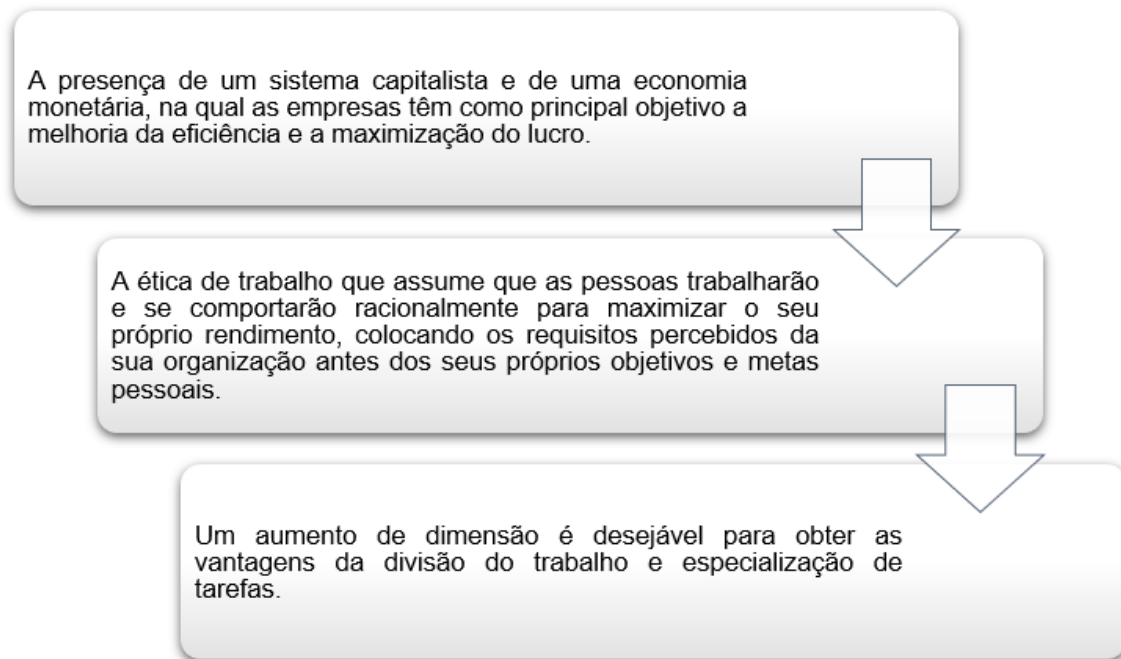 A presença de um sistema capitalista e de uma economia
monetária, na qual as empresas têm como principal objetivo a
melhoria da eficiência e a maximização do lucro.
A ética de trabalho que assume que as pessoas trabalharão
e se comportarão racionalmente para maximizar o seu
próprio rendimento, colocando os requisitos percebidos da
sua organização antes dos seus próprios objetivos e metas
pessoais.
Um aumento de dimensão é desejável para obter as
vantagens da divisão do trabalho e especialização de
tarefas.